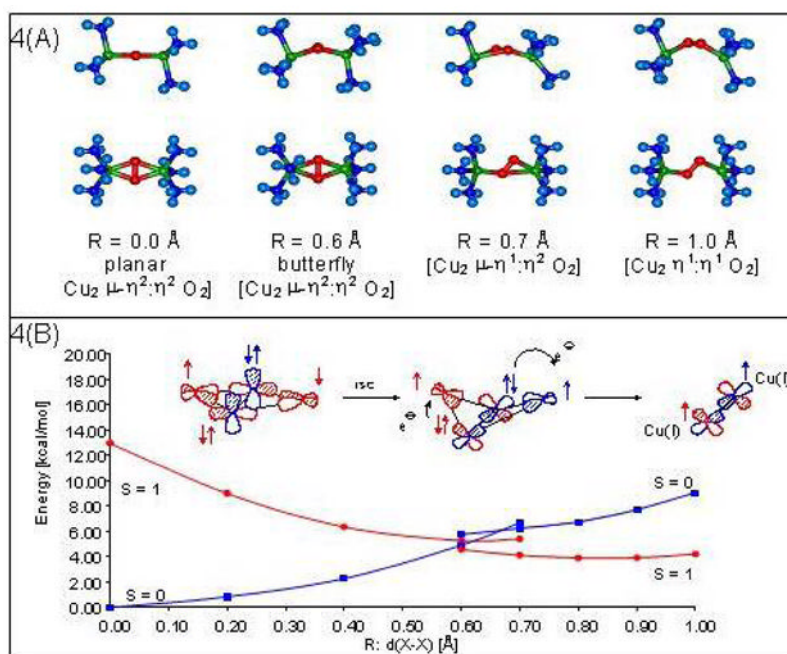 4(A)
R = 0.0 Å
planar
Cu₂ μ-η²:η² O₂]
R = 0.6 Å
butterfly
[Cu₂ μ-η²:η² O₂]
R = 0.7 Å
[Cu₂ μ-η¹:η² O₂]
R = 1.0 Å
[Cu₂ η¹:η¹ O₂]
4(B)
isc
e⊖
e⊖
Cu(I)
Cu(I)
Energy [kcal/mol]
20.00
18.00
16.00
14.00
12.00
10.00
8.00
6.00
4.00
2.00
0.00
S = 1
S = 0
S = 0
S = 1
0.00 0.10 0.20 0.30 0.40 0.50 0.60 0.70 0.80 0.90 1.00
R: d(X-X) [Å]